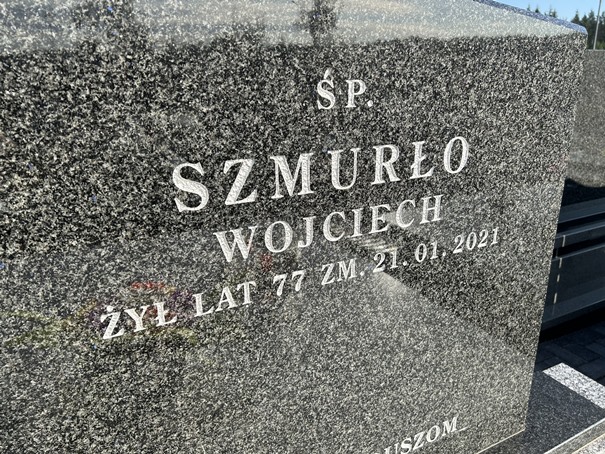 ŚP.
SZMURŁO
WOJCIECH
ŻYŁ LAT 77 ZM. 21.01.2021